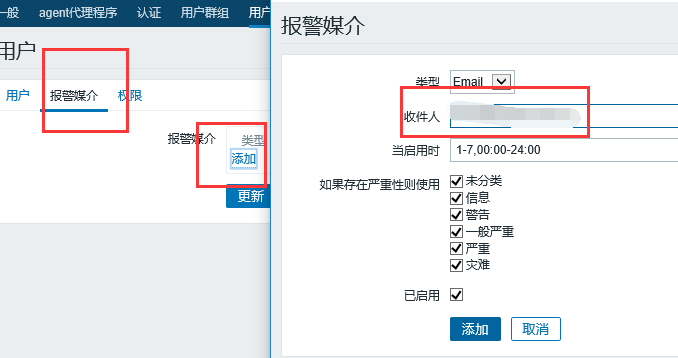 一般 agent代理程序 认证 用户群组 用户
用户
用户 报警媒介 权限
报警媒介 类型
添加
更新
报警媒介
类型 Email
收件人
当启用时 1-7,00:00-24:00
如果存在严重性则使用 未分类
信息
警告
一般严重
严重
灾难
已启用
添加 取消